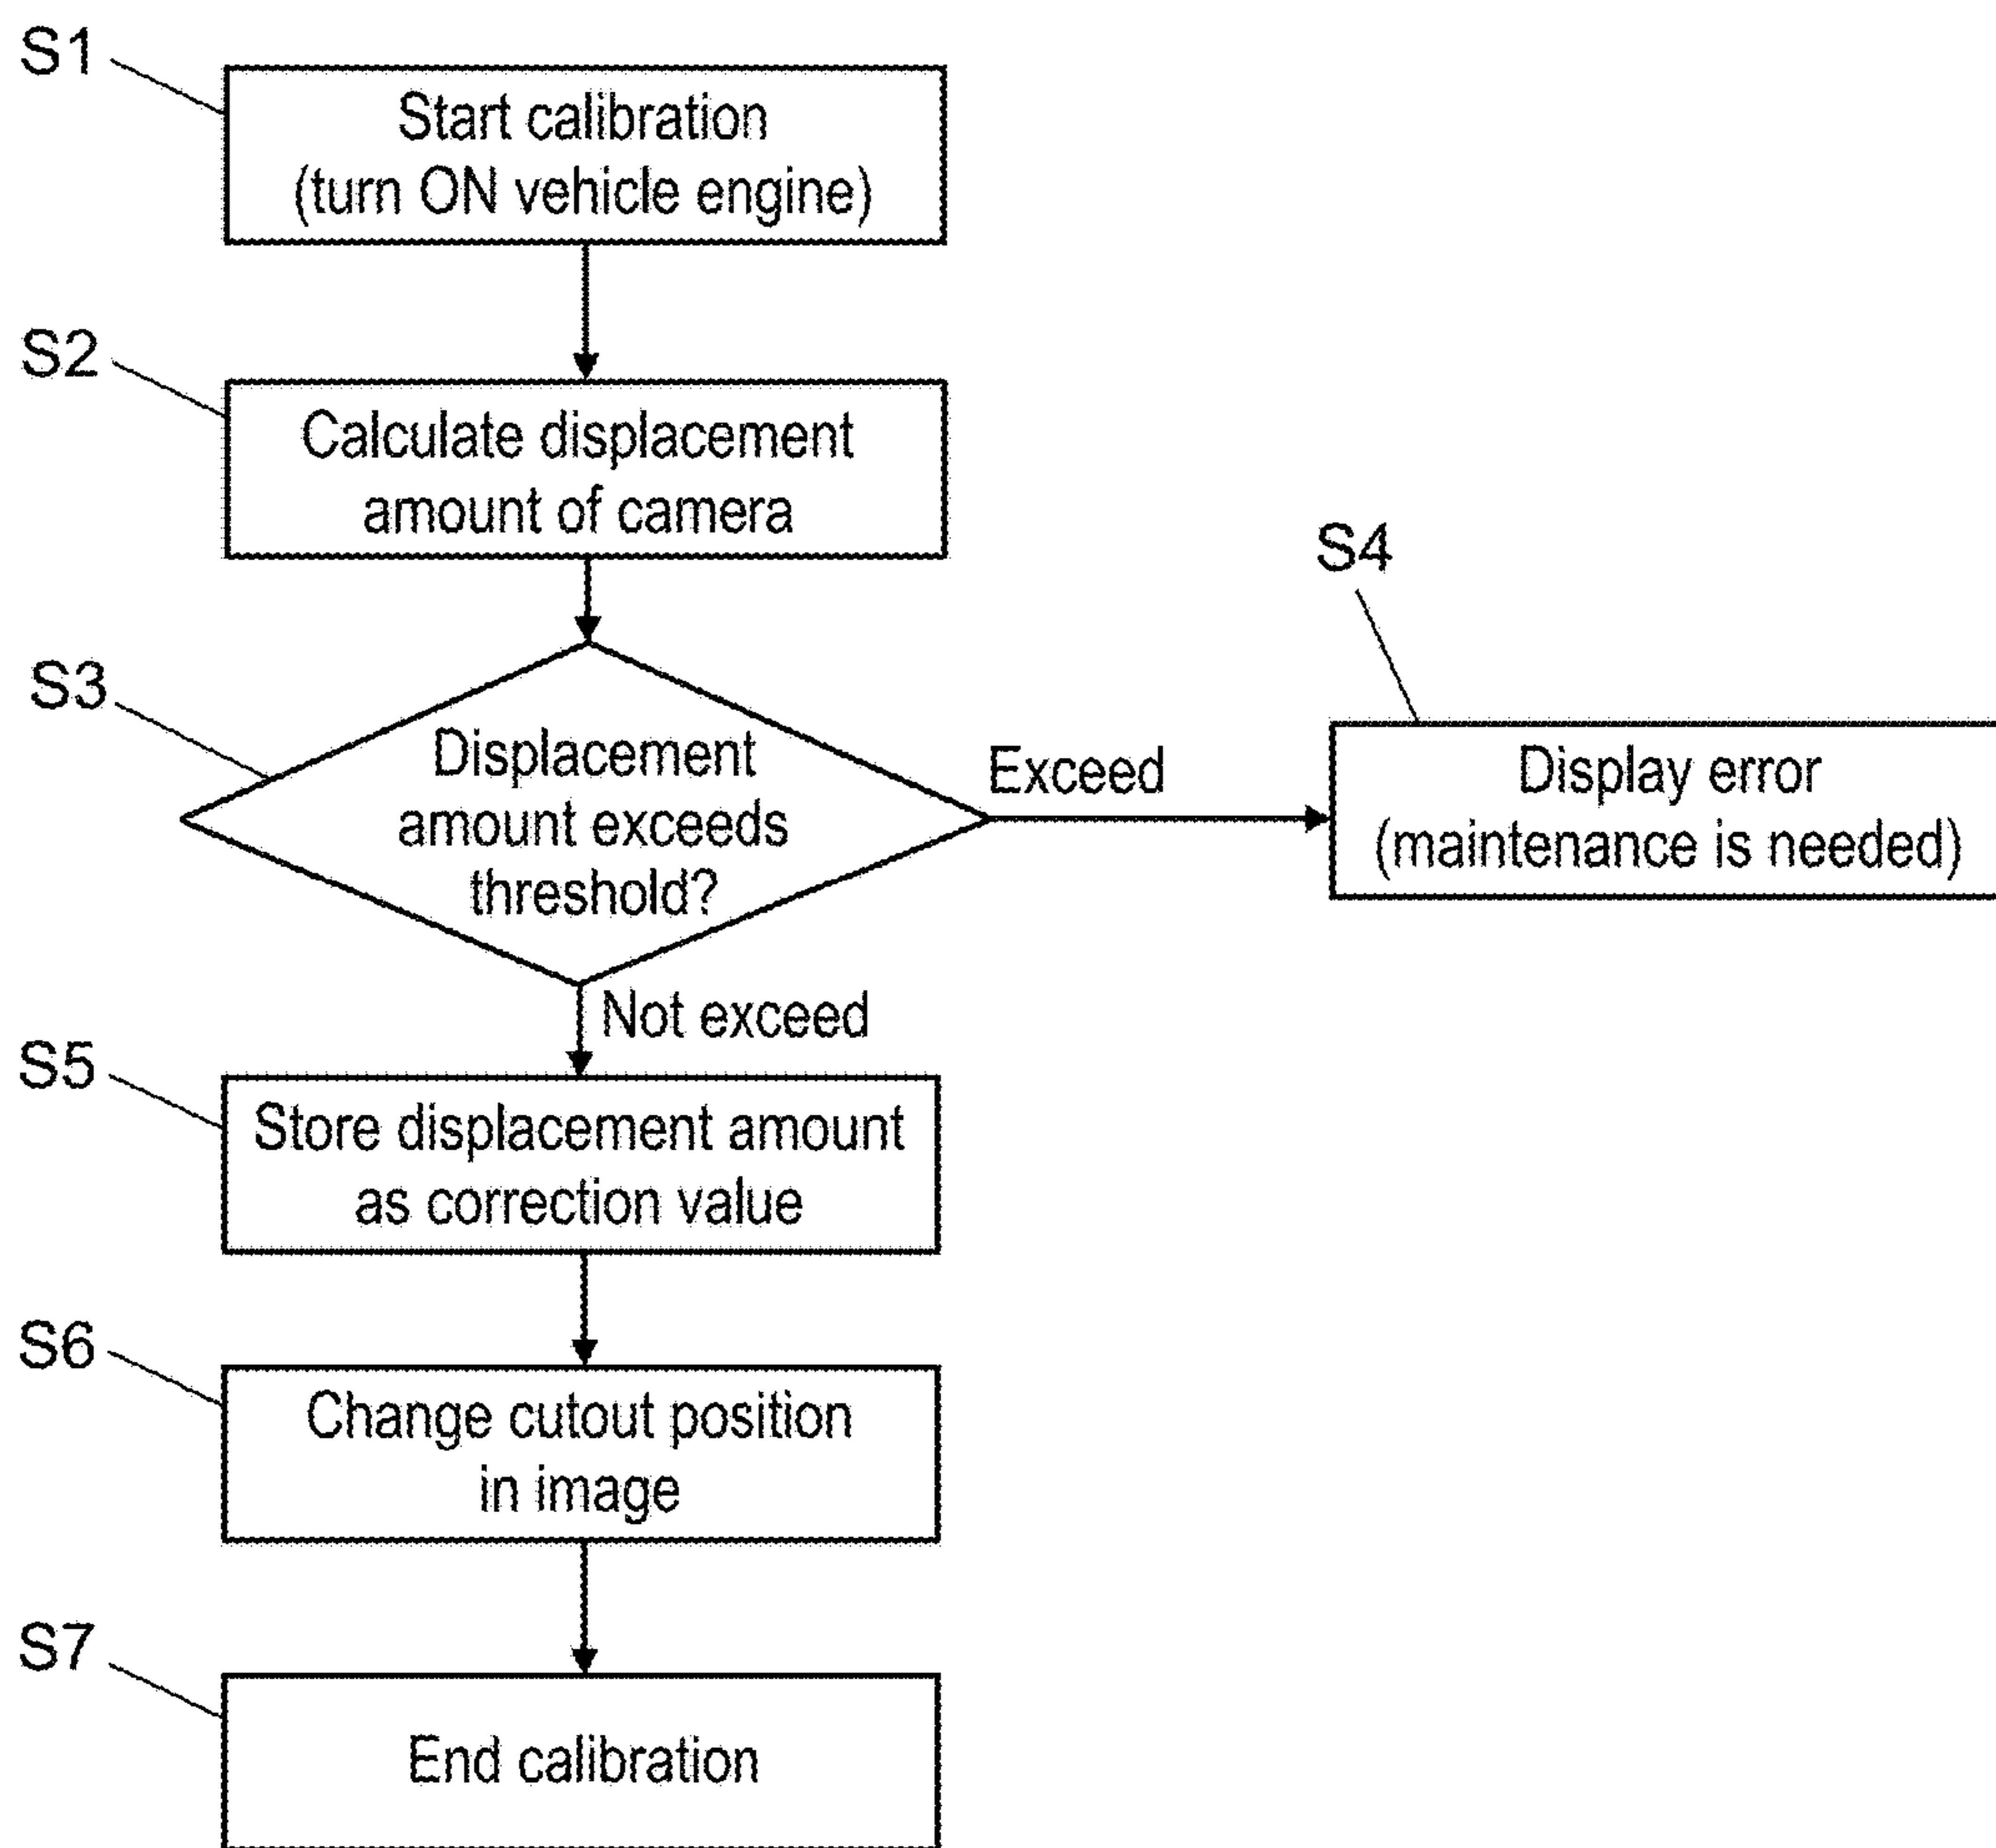 S1
Start calibration
(turn ON vehicle engine)
S2
Calculate displacement
amount of camera
S3
Displacement
amount exceeds
threshold?
Exceed
S4
Display error
(maintenance is needed)
Not exceed
S5
Store displacement amount
as correction value
S6
Change cutout position
in image
S7
End calibration